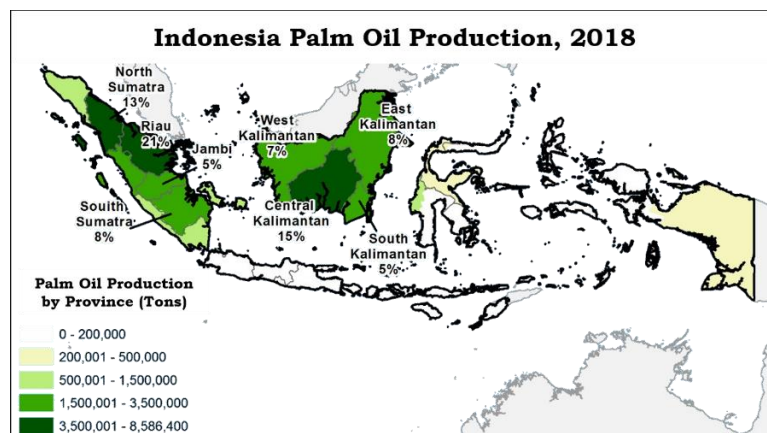 Indonesia Palm Oil Production, 2018
North
Sumatra
13%
Riau
21%
Jambi
5%
West
Kalimantan
7%
East
Kalimantan
8%
Souith
Sumatra
8%
Central
Kalimantan
15%
South
Kalimantan
5%
Palm Oil Production
by Province (Tons)
0 - 200,000
200,001 - 500,000
500,001 - 1,500,000
1,500,001 - 3,500,000
3,500,001 - 8,586,400